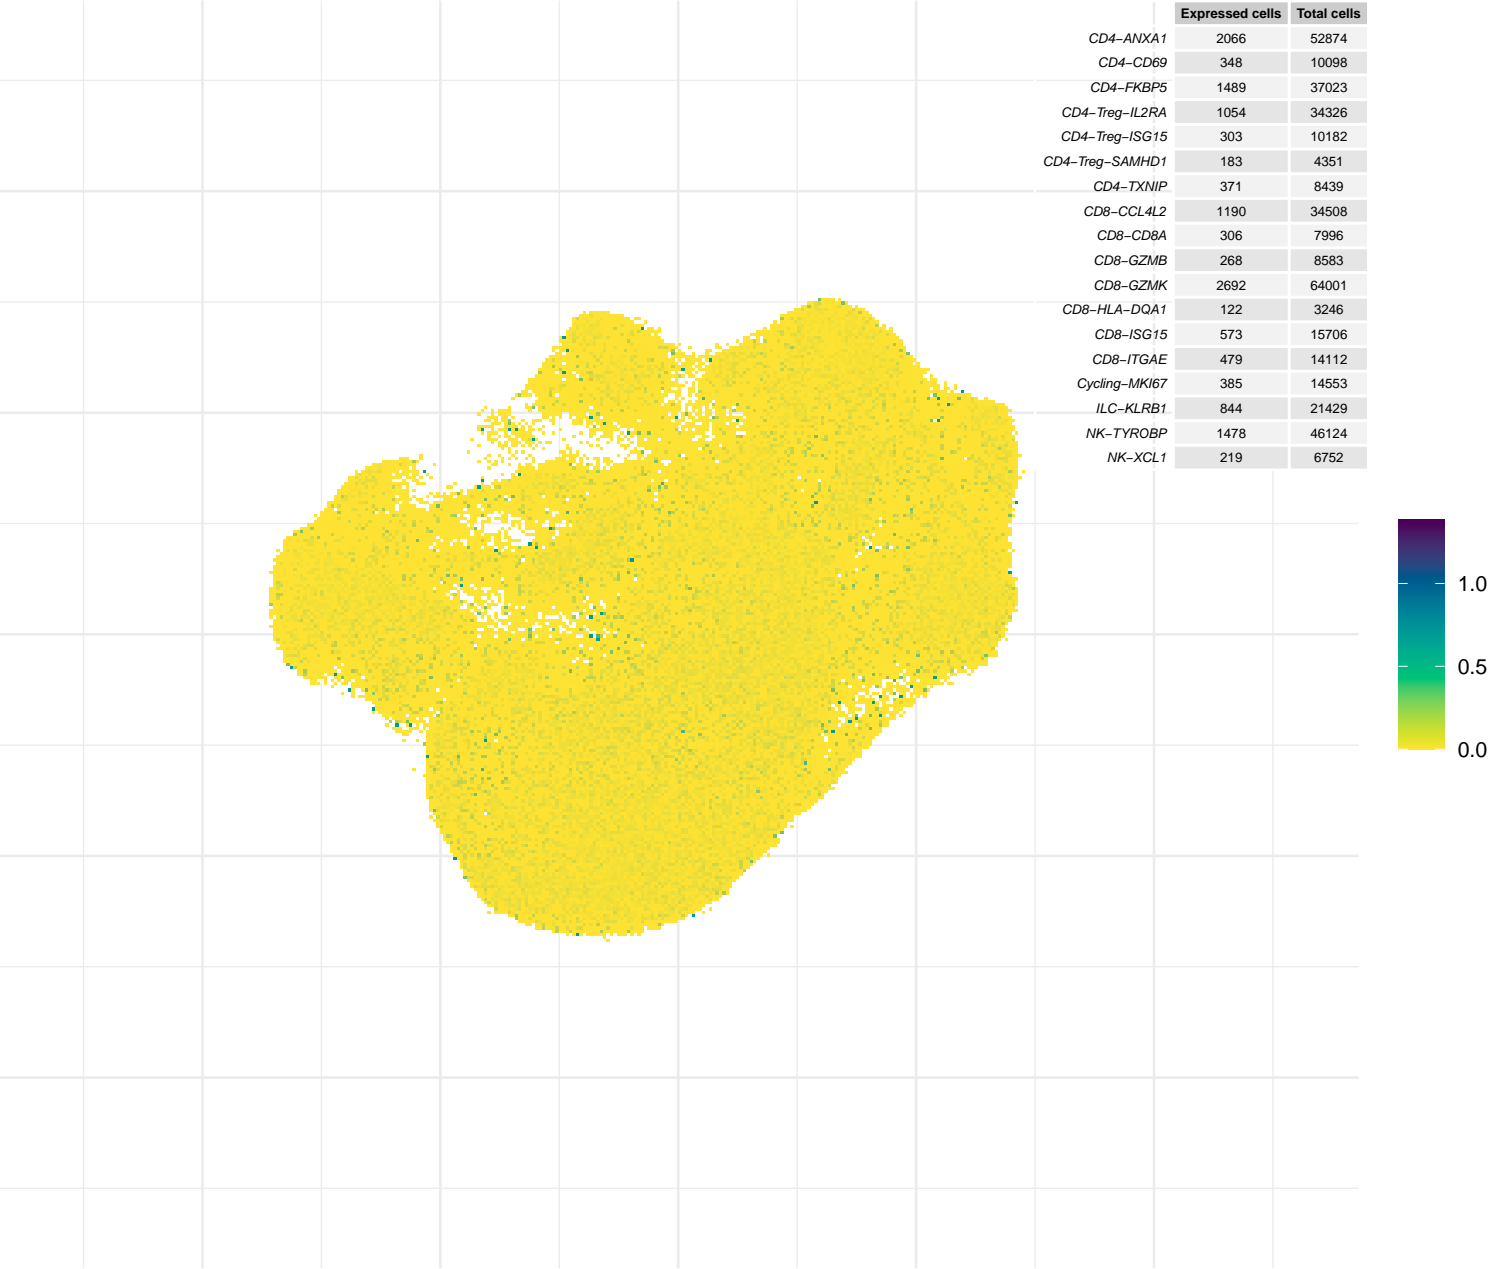 Expressed cells Total cells
CD4−ANXA1 2066 52874
CD4−CD69 348 10098
CD4−FKBP5 1489 37023
CD4−Treg−IL2RA 1054 34326
CD4−Treg−ISG15 303 10182
CD4−Treg−SAMHD1 183 4351
CD4−TXNIP 371 8439
CD8−CCL4L2 1190 34508
CD8−CD8A 306 7996
CD8−GZMB 268 8583
CD8−GZMK 2692 64001
CD8−HLA−DQA1 122 3246
CD8−ISG15 573 15706
CD8−ITGAE 479 14112
Cycling−MKI67 385 14553
ILC−KLRB1 844 21429
NK−TYROBP 1478 46124
NK−XCL1 219 6752
1.0
0.5
0.0